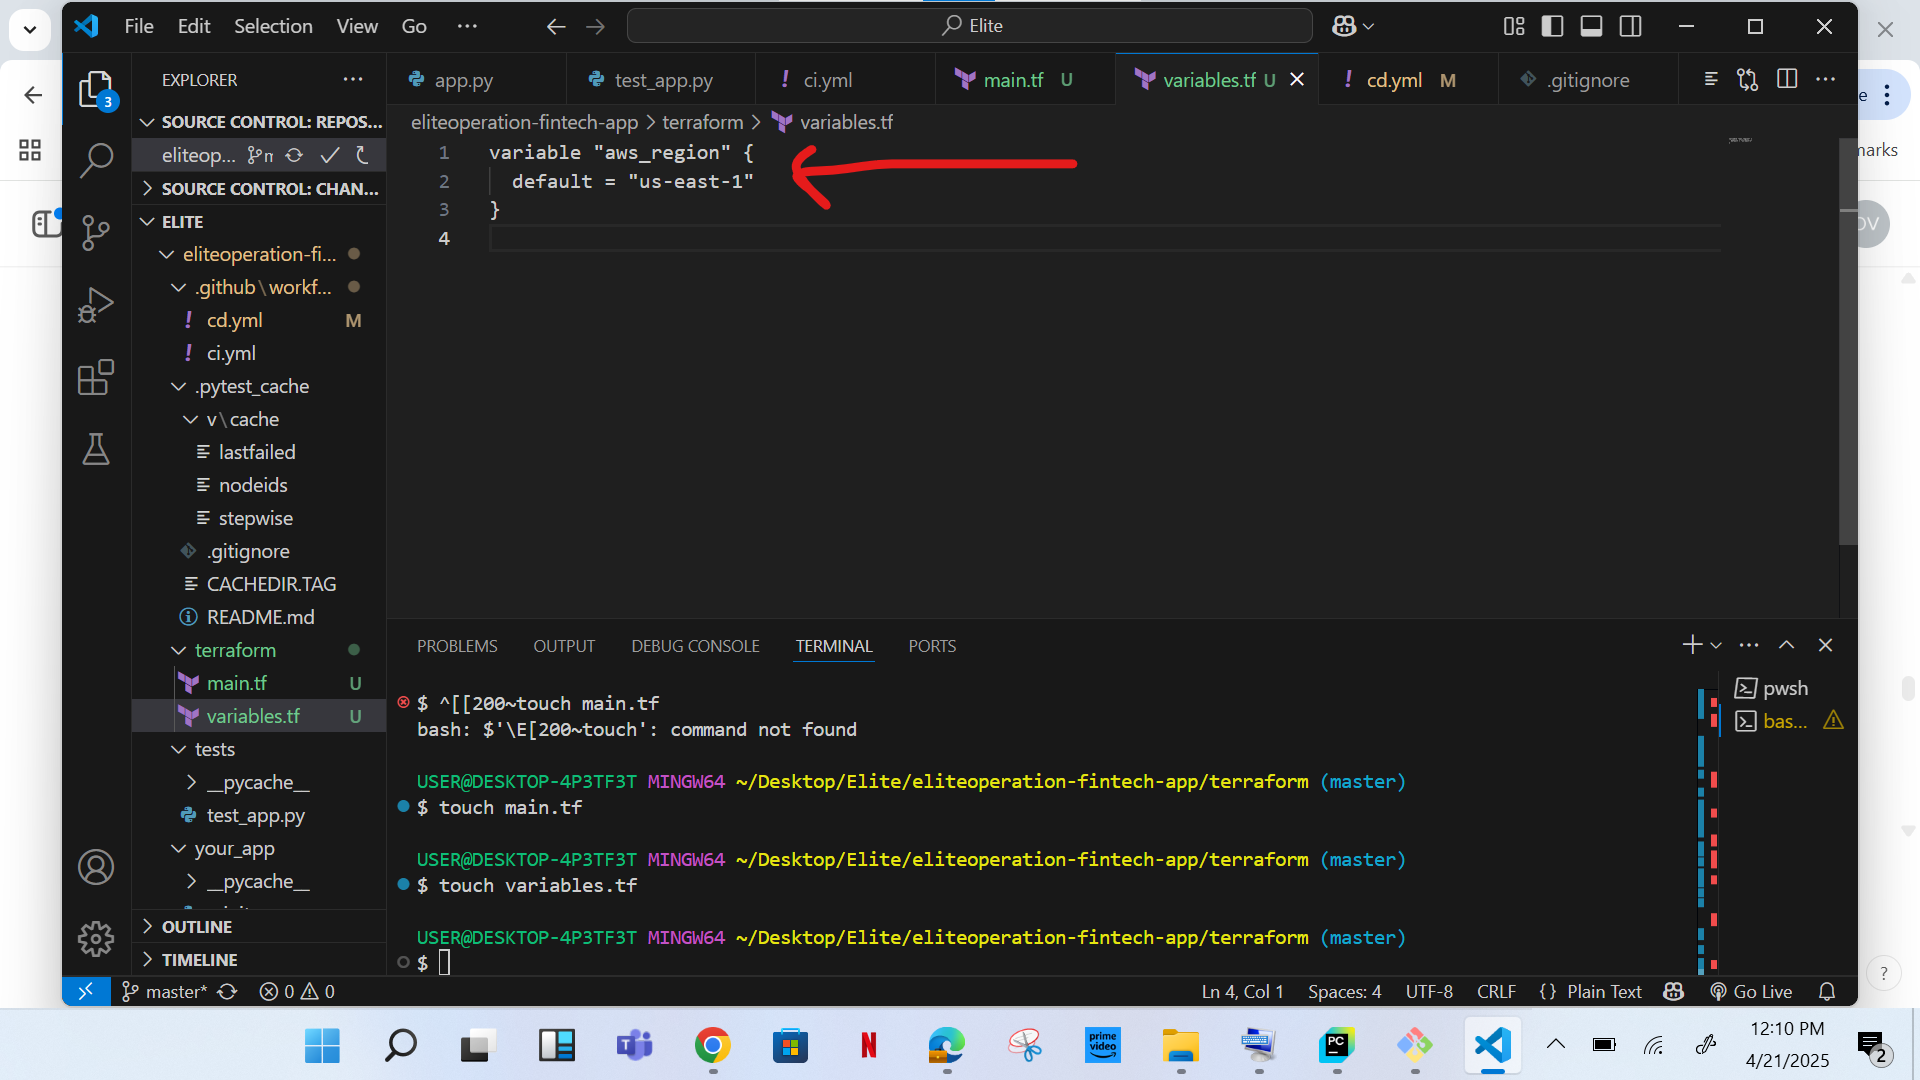 File Edit Selection View Go ··· Elite
EXPLORER ···
app.py test_app.py ! ci.yml main.tf U variables.tf U ! cd.yml M .gitignore ···
eliteoperation-fintech-app > terraform > variables.tf
SOURCE CONTROL: REPOS...
eliteop...
SOURCE CONTROL: CHAN...
ELITE
eliteoperation-fi...
.github\workf...
! cd.yml M
! ci.yml
.pytest_cache
v\cache
lastfailed
nodeids
stepwise
.gitignore
CACHEDIR.TAG
README.md
terraform
main.tf U
variables.tf U
tests
__pycache__
test_app.py
your_app
__pycache__
OUTLINE
TIMELINE
3
1 variable "aws_region" {
2 default = "us-east-1"
3 }
4
PROBLEMS OUTPUT DEBUG CONSOLE TERMINAL PORTS
$ ^[[200~touch main.tf
bash: $'\E[200~touch': command not found
USER@DESKTOP-4P3TF3T MINGW64 ~/Desktop/Elite/eliteoperation-fintech-app/terraform (master)
$ touch main.tf
USER@DESKTOP-4P3TF3T MINGW64 ~/Desktop/Elite/eliteoperation-fintech-app/terraform (master)
$ touch variables.tf
USER@DESKTOP-4P3TF3T MINGW64 ~/Desktop/Elite/eliteoperation-fintech-app/terraform (master)
$
pwsh
bas...
master* 0 0 Ln 4, Col 1 Spaces: 4 UTF-8 CRLF {} Plain Text Go Live
prime video
PC
12:10 PM
4/21/2025
2